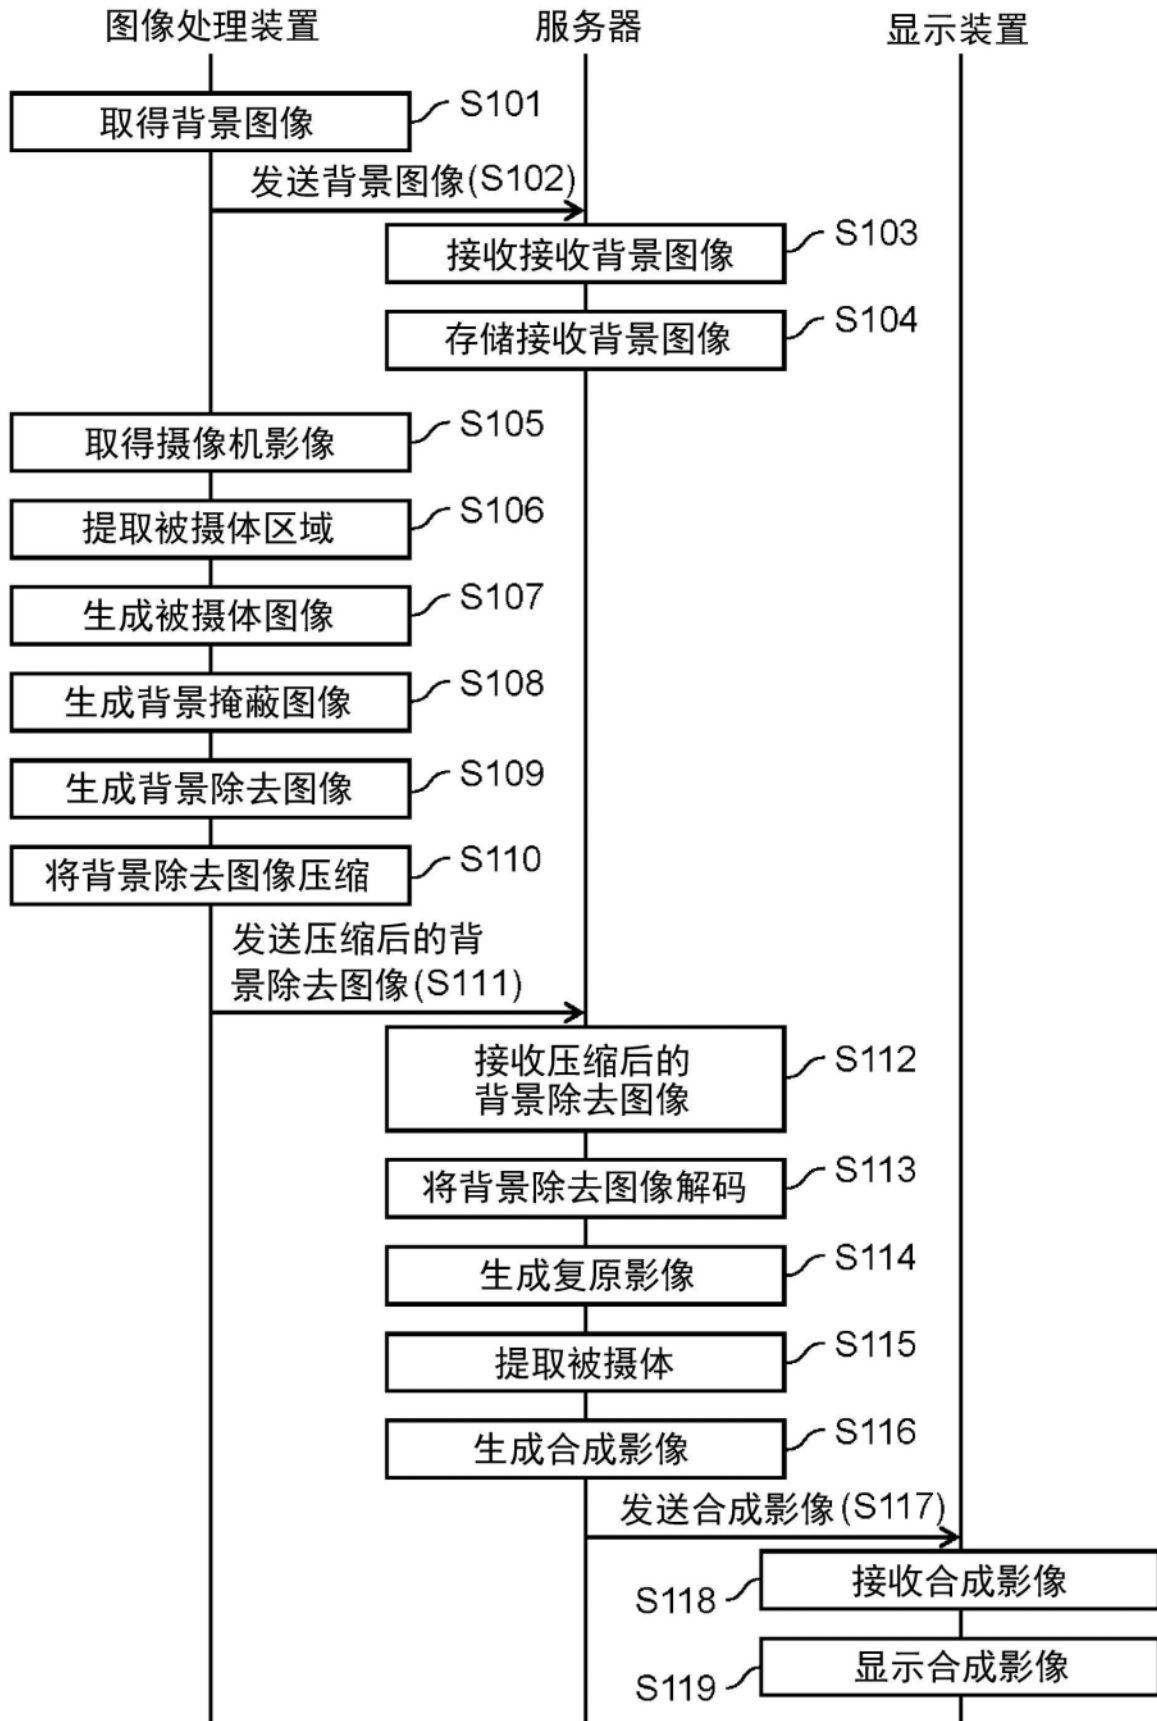 图像处理装置
服务器
显示装置
取得背景图像
S101
发送背景图像(S102)
接收接收背景图像
S103
存储接收背景图像
S104
取得摄像机影像
S105
提取被摄体区域
S106
生成被摄体图像
S107
生成背景掩蔽图像
S108
生成背景除去图像
S109
将背景除去图像压缩
S110
发送压缩后的背
景除去图像(S111)
接收压缩后的
背景除去图像
S112
将背景除去图像解码
S113
生成复原影像
S114
提取被摄体
S115
生成合成影像
S116
发送合成影像(S117)
接收合成影像
S118
显示合成影像
S119